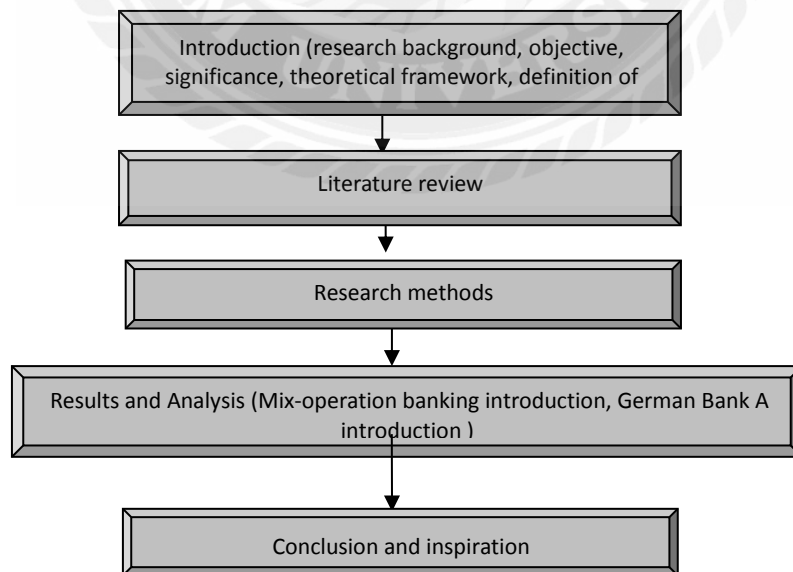 Introduction (research background, objective,
significance, theoretical framework, definition of
Literature review
Research methods
Results and Analysis (Mix-operation banking introduction, German Bank A
introduction )
Conclusion and inspiration